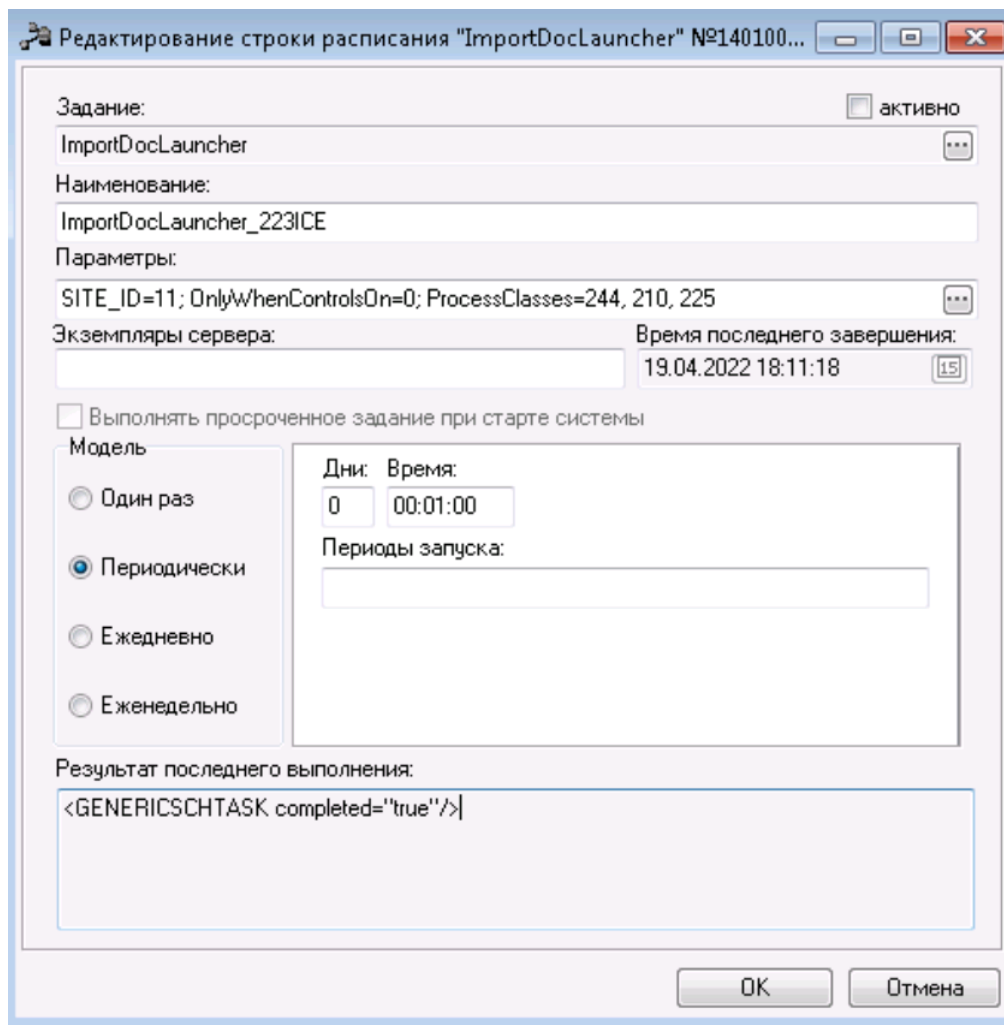 Редактирование строки расписания "ImportDocLauncher" №140100...
Задание:
активно
ImportDocLauncher
...
Наименование:
ImportDocLauncher_223ICE
Параметры:
SITE_ID=11; OnlyWhenControlsOn=0; ProcessClasses=244, 210, 225
...
Экземпляры сервера:
Время последнего завершения:
19.04.2022 18:11:18
15
Выполнять просроченное задание при старте системы
Модель
Дни: Время:
Один раз
0 00:01:00
Периоды запуска:
Периодически
Ежедневно
Еженедельно
Результат последнего выполнения:
<GENERICSCHTASK completed="true"/>
OK
Отмена